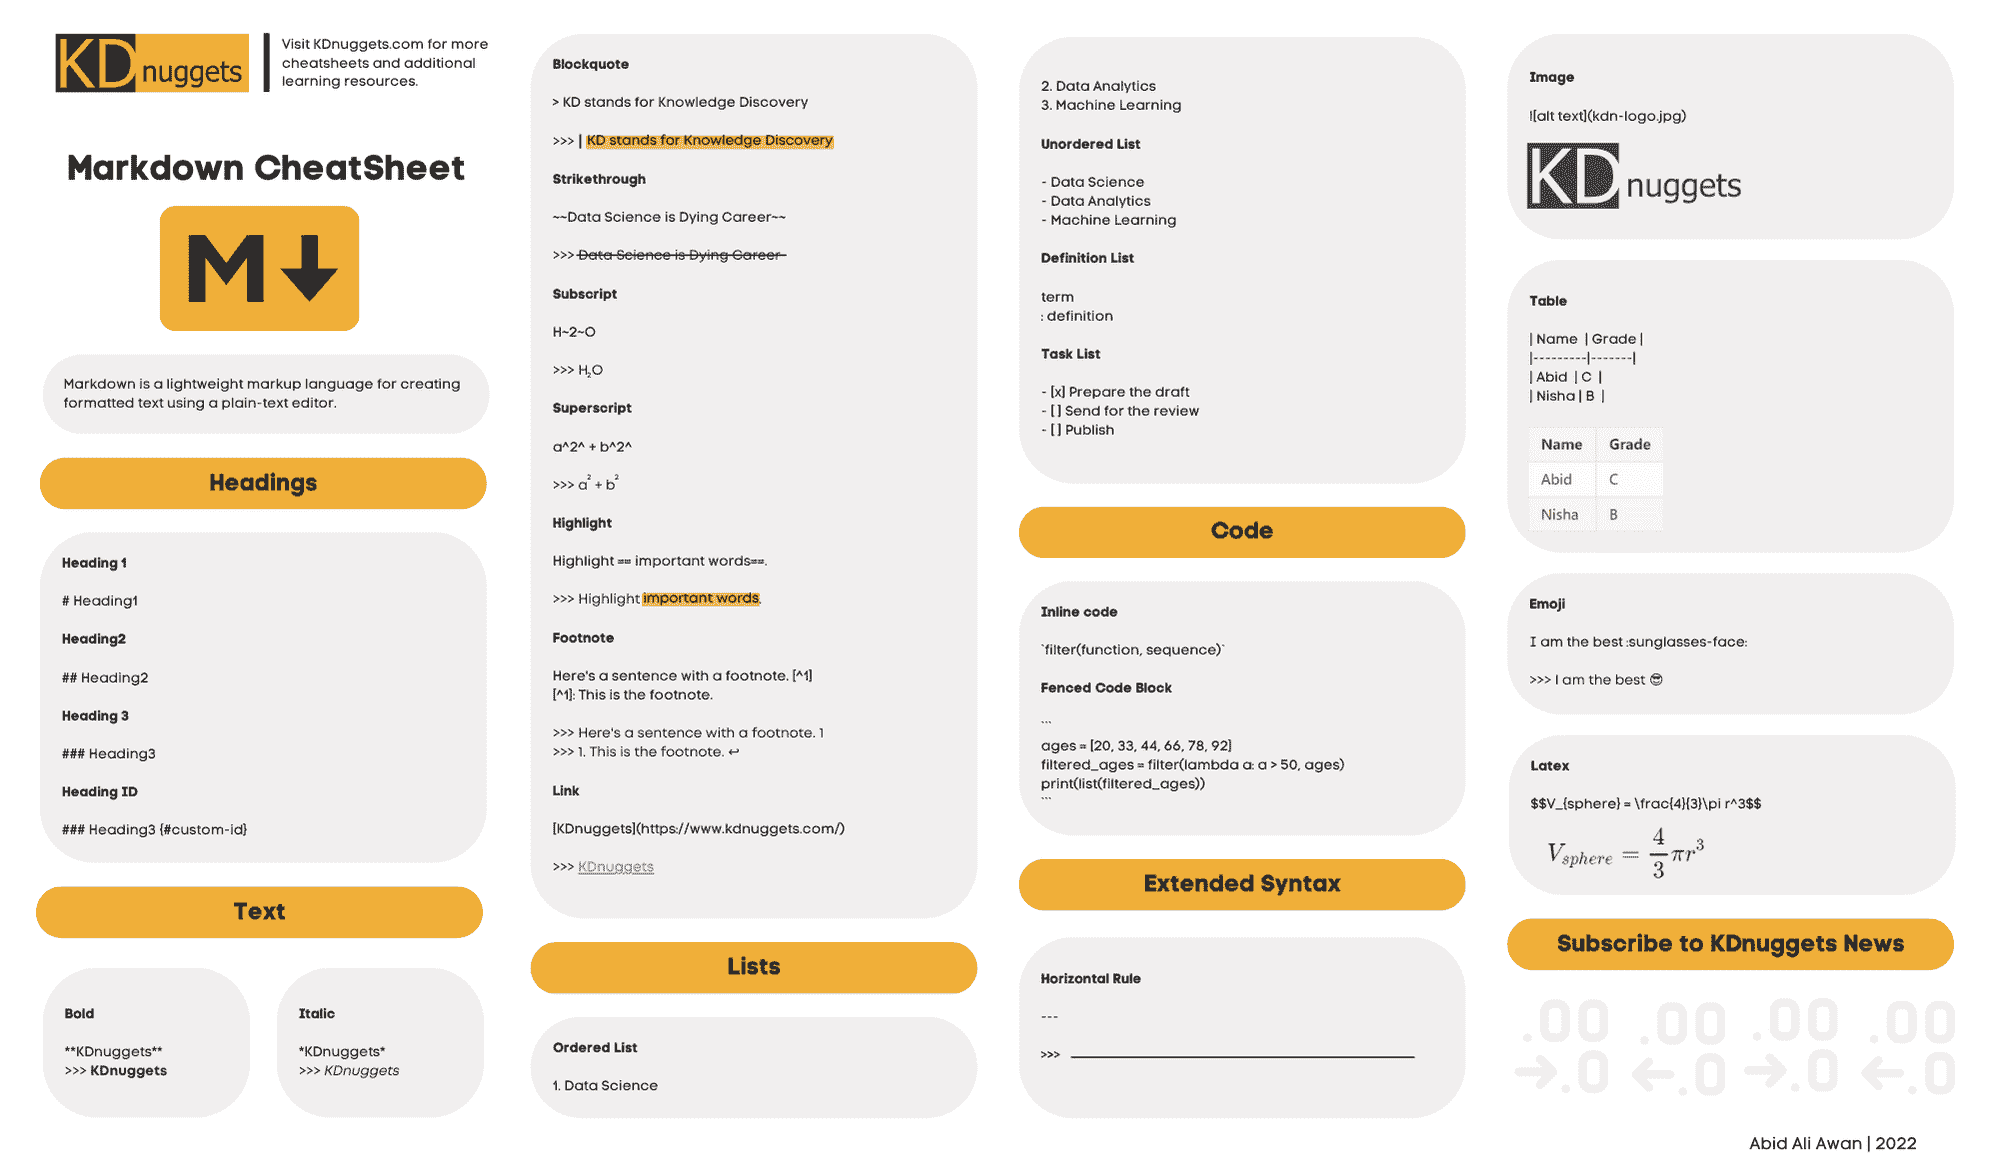 KDnuggets
Visit KDnuggets.com for more
cheatsheets and additional
learning resources.
Markdown CheatSheet
M
Markdown is a lightweight markup language for creating
formatted text using a plain-text editor.
Headings
Heading 1
# Heading1
Heading2
## Heading2
Heading 3
### Heading3
Heading ID
### Heading3 {#custom-id}
Text
Bold
**KDnuggets**
>>> KDnuggets
Italic
*KDnuggets*
>>> KDnuggets
Blockquote
> KD stands for Knowledge Discovery
>>> | KD stands for Knowledge Discovery
Strikethrough
~~Data Science is Dying Career~~
>>> Data Science is Dying Career
Subscript
H~2~O
>>> H₂O
Superscript
a^2^ + b^2^
>>> a² + b²
Highlight
Highlight == important words==.
>>> Highlight important words.
Footnote
Here's a sentence with a footnote. [^1]
[^1]: This is the footnote.
>>> Here's a sentence with a footnote. 1
>>> 1. This is the footnote. ↩
Link
[KDnuggets](https://www.kdnuggets.com/)
>>> KDnuggets
Lists
Ordered List
1. Data Science
2. Data Analytics
3. Machine Learning
Unordered List
- Data Science
- Data Analytics
- Machine Learning
Definition List
term
: definition
Task List
- [x] Prepare the draft
- [ ] Send for the review
- [ ] Publish
Code
Inline code
`filter(function, sequence)`
Fenced Code Block
```
ages = [20, 33, 44, 66, 78, 92]
filtered_ages = filter(lambda a: a > 50, ages)
print(list(filtered_ages))
```
Extended Syntax
Horizontal Rule
---
>>>
Image
![alt text](kdn-logo.jpg)
KDnuggets
Table
| Name | Grade |
|---------|-------|
| Abid | C |
| Nisha | B |
Name Grade
Abid C
Nisha B
Emoji
I am the best :sunglasses-face:
>>> I am the best 😎
Latex
$$V_{sphere} = \frac{4}{3}\pi r^3$$
V_sphere = 4/3 πr³
Subscribe to KDnuggets News
.00 .00 .00 .00
→.0 ←.0 →.0 ←.0
Abid Ali Awan | 2022